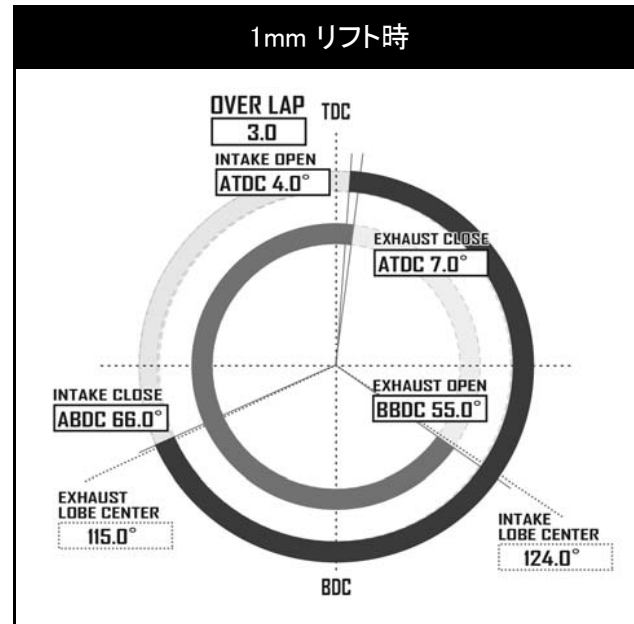 1mm リフト時
OVER LAP
3.0
TDC
INTAKE OPEN
ATDC 4.0°
EXHAUST CLOSE
ATDC 7.0°
INTAKE CLOSE
ABDC 66.0°
EXHAUST OPEN
BBDC 55.0°
EXHAUST
LOBE CENTER
115.0°
INTAKE
LOBE CENTER
124.0°
BDC